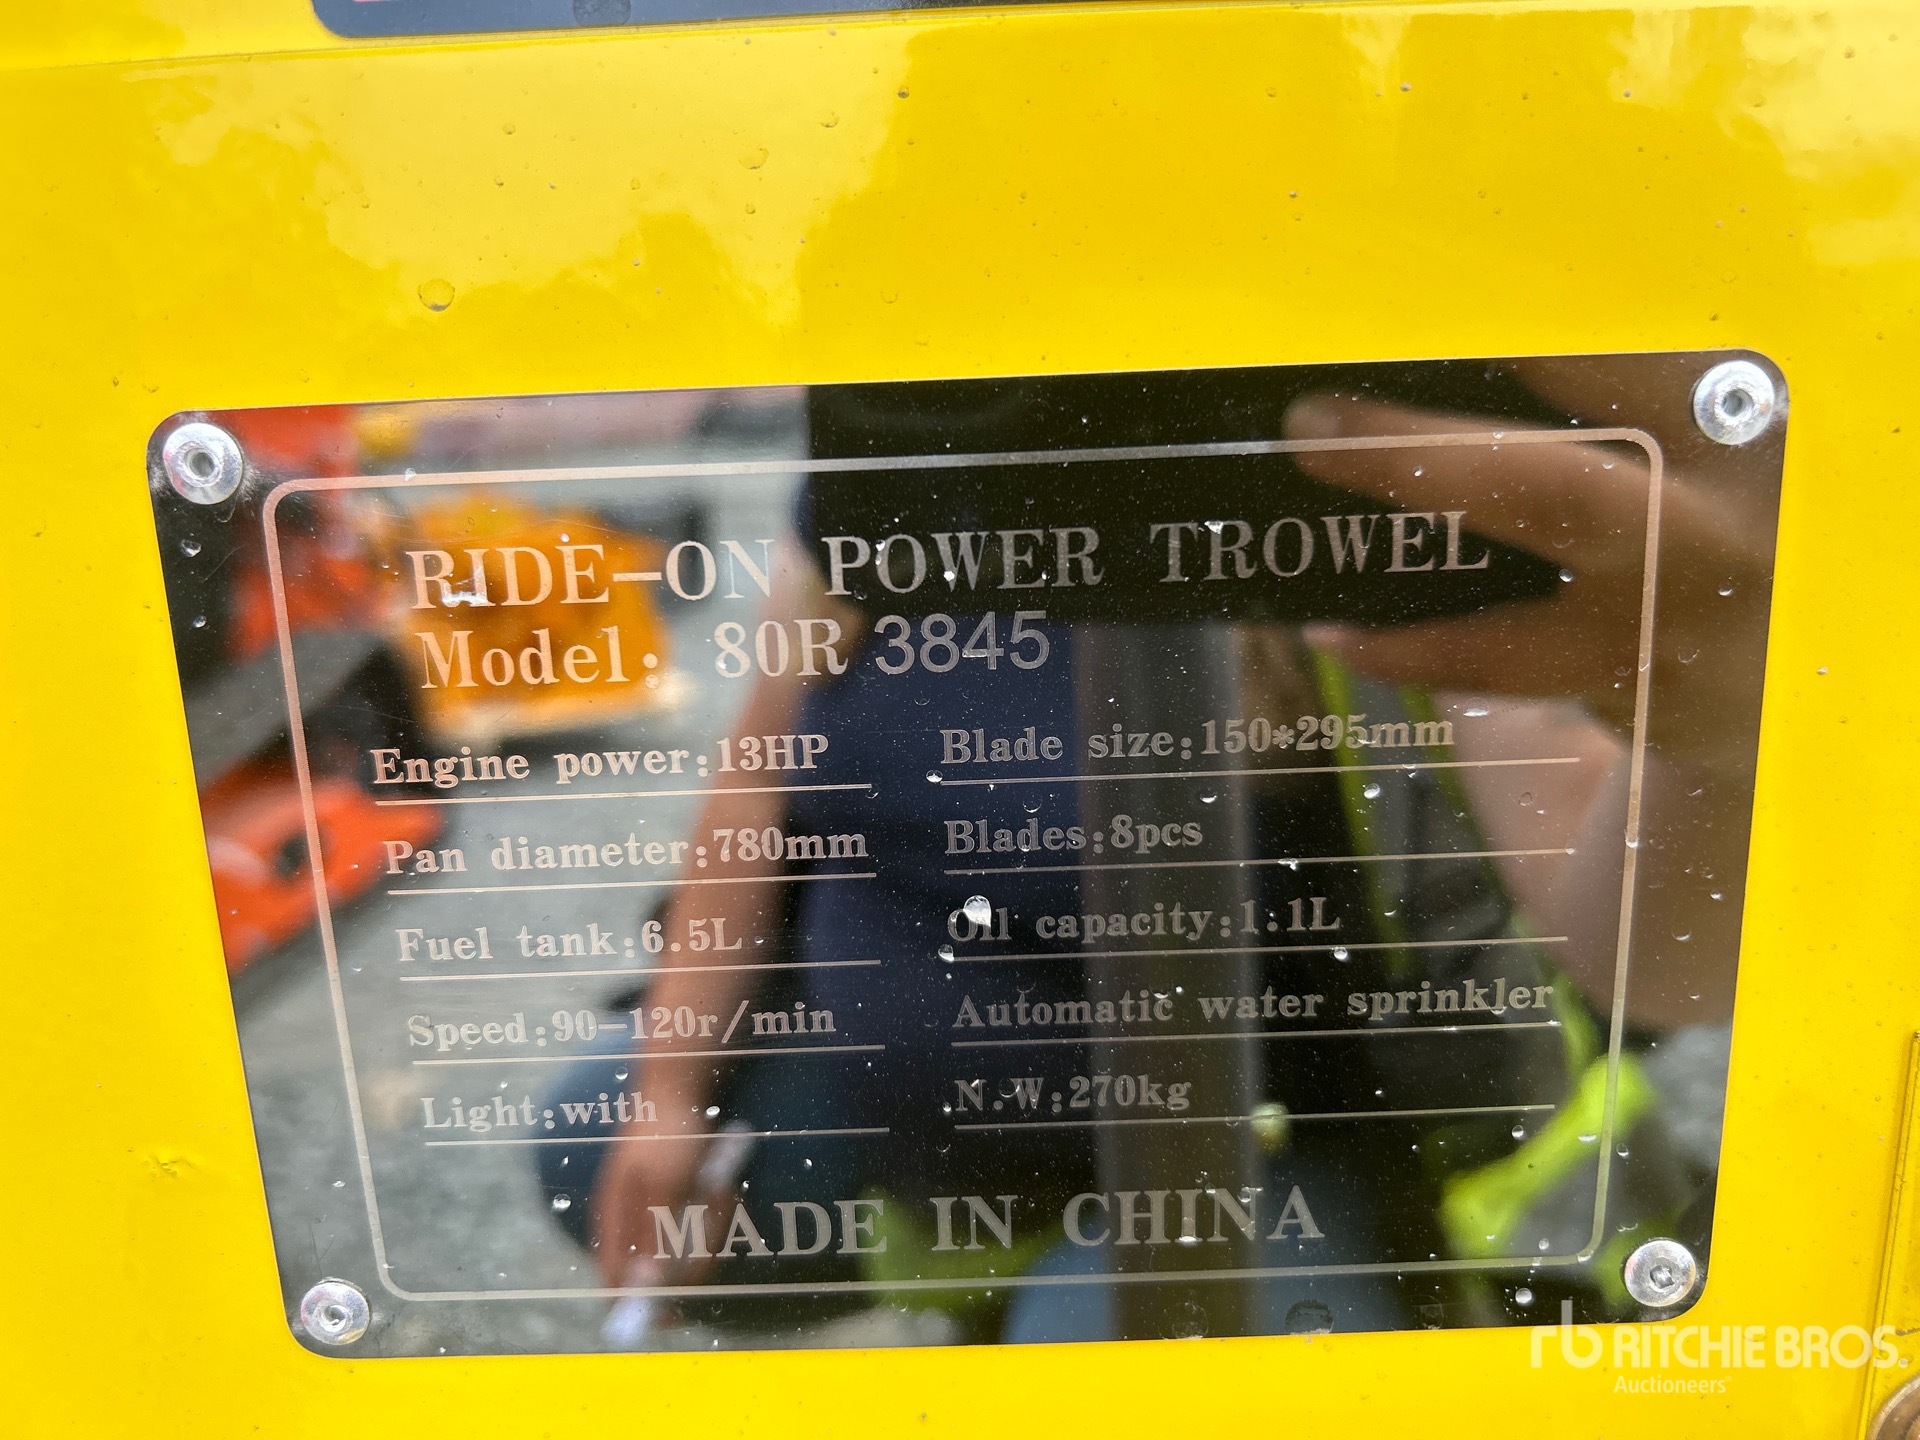 RIDE-ON POWER TROWEL
Model: 80R 3845
Engine power:13HP
Blade size:150*295mm
Pan diameter:780mm
Blades:8pcs
Fuel tank:6.5L
Oil capacity:1.1L
Speed:90-120r/min
Automatic water sprinkler
Light:with
N.W:270kg
MADE IN CHINA
rb RITCHIE BROS.
Auctioneers